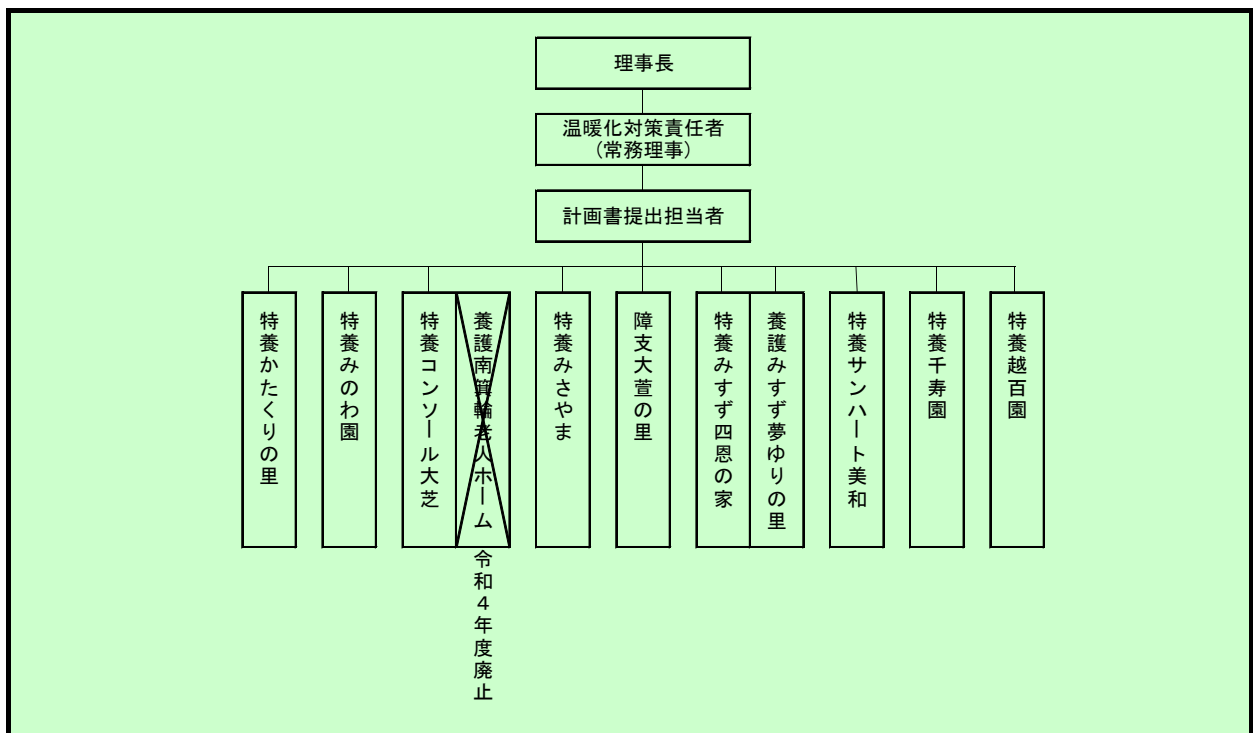 理事長
温暖化対策責任者
(常務理事)
計画書提出担当者
特養かたくりの里
特養みのわ園
特養コンソール大芝
養護南箕輪老人ホーム
令和４年度廃止
特養みさやま
障支大萱の里
特養みすず四恩の家
養護みすず夢ゆりの里
特養サンハート美和
特養千寿園
特養越百園